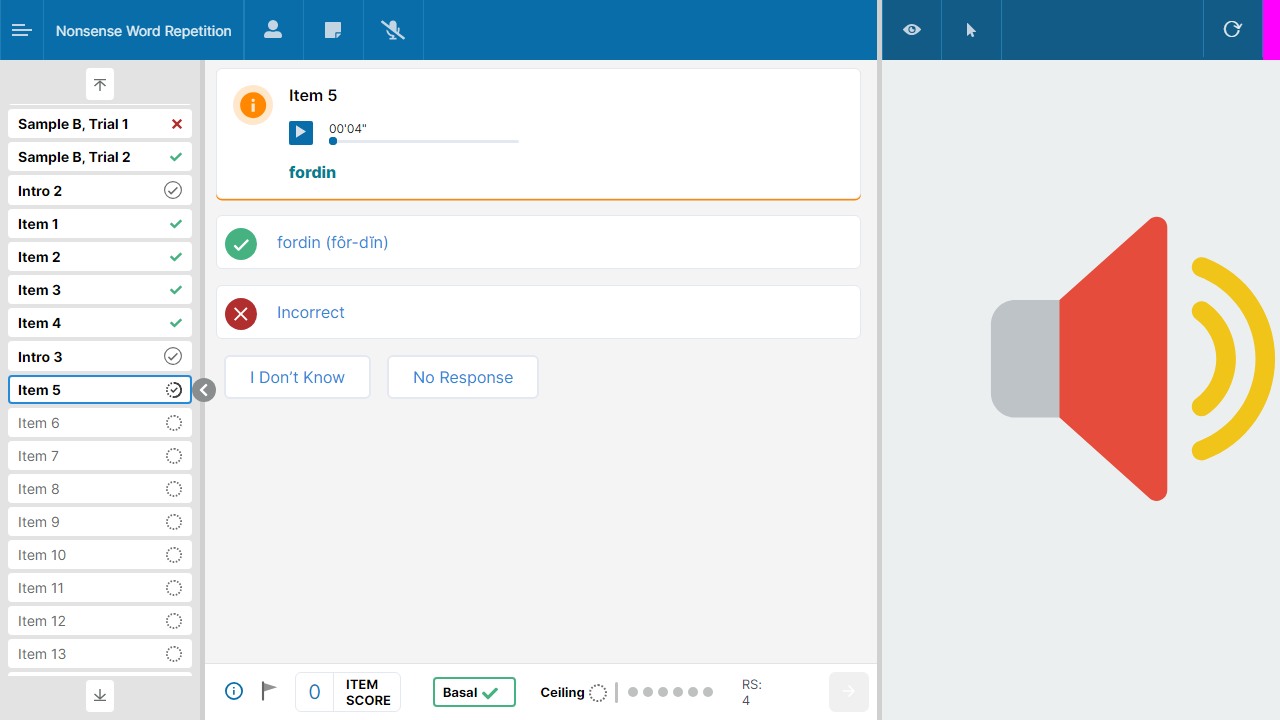 Nonsense Word Repetition
Sample B, Trial 1
Sample B, Trial 2
Intro 2
Item 1
Item 2
Item 3
Item 4
Intro 3
Item 5
Item 6
Item 7
Item 8
Item 9
Item 10
Item 11
Item 12
Item 13
Item 5
00'04"
fordin
fordin (fôr-dĭn)
Incorrect
I Don’t Know
No Response
0
ITEM
SCORE
Basal
Ceiling
RS:
4